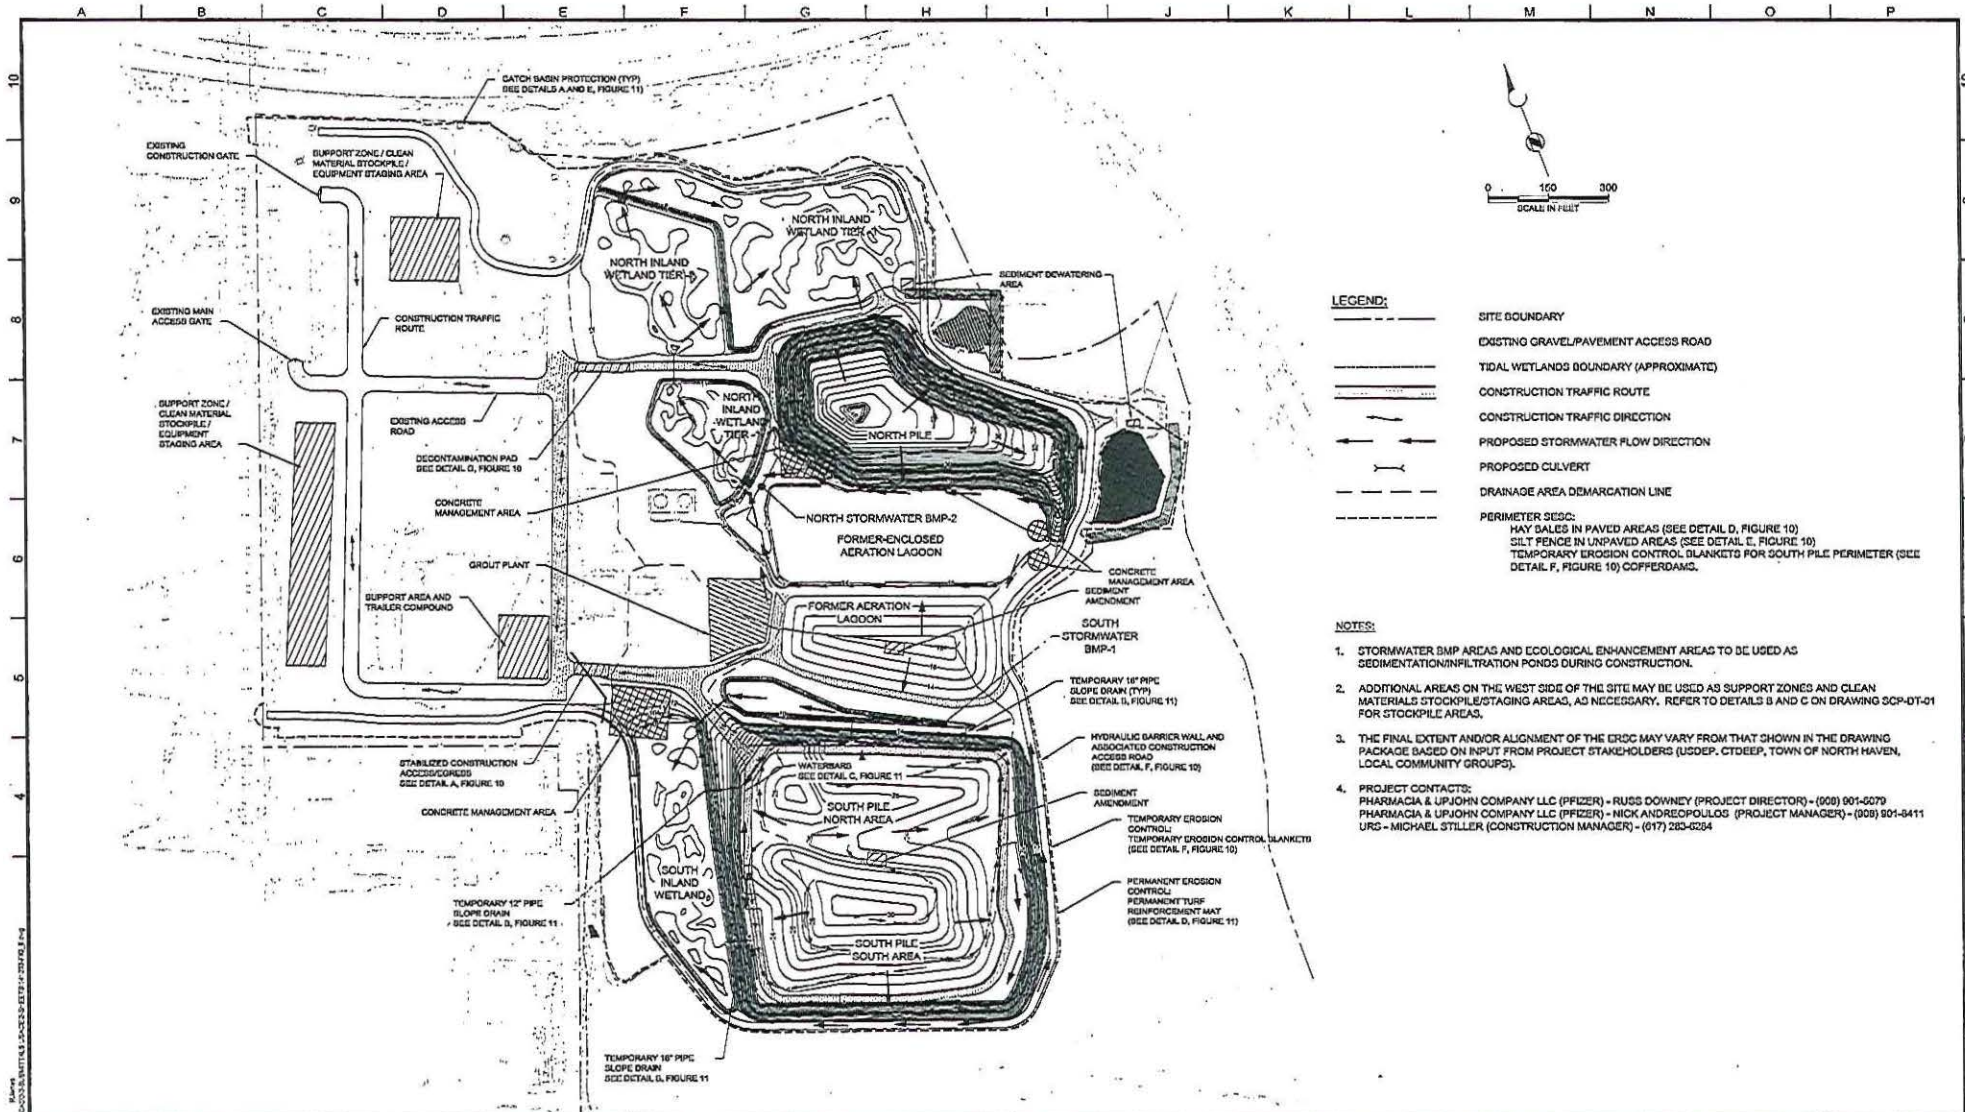 A B C D E F G H I J K L M N O P
10
9
8
7
6
5
4
CATCH BASIN PROTECTION (TYP)
SEE DETAILS A AND E, FIGURE 11)
EXISTING
CONSTRUCTION GATE
SUPPORT ZONE / CLEAN
MATERIAL STOCKPILE /
EQUIPMENT STAGING AREA
NORTH INLAND
WETLAND TIER
NORTH INLAND
WETLAND TIER
SEDIMENT DEWATERING
AREA
EXISTING MAIN
ACCESS GATE
CONSTRUCTION TRAFFIC
ROUTE
SUPPORT ZONE /
CLEAN MATERIAL
STOCKPILE /
EQUIPMENT
STAGING AREA
EXISTING ACCESS
ROAD
NORTH
INLAND
WETLAND
TIER
NORTH PILE
DECONTAMINATION PAD
SEE DETAIL G, FIGURE 10
CONCRETE
MANAGEMENT AREA
NORTH STORMWATER BMP-2
FORMER-ENCLOSED
AERATION LAGOON
GROUT PLANT
CONCRETE
MANAGEMENT AREA
SEDIMENT
AMENDMENT
SUPPORT AREA AND
TRAILER COMPOUND
FORMER AERATION
LAGOON
SOUTH
STORMWATER
BMP-1
TEMPORARY 18" PIPE
SLOPE DRAIN (TYP)
SEE DETAIL B, FIGURE 11)
HYDRAULIC BARRIER WALL AND
ASSOCIATED CONSTRUCTION
ACCESS ROAD
(SEE DETAIL F, FIGURE 10)
STABILIZED CONSTRUCTION
ACCESS/EGRESS
SEE DETAIL A, FIGURE 10
WATERBARS
SEE DETAIL C, FIGURE 11
SOUTH PILE
NORTH AREA
SEDIMENT
AMENDMENT
CONCRETE MANAGEMENT AREA
TEMPORARY EROSION
CONTROL:
TEMPORARY EROSION CONTROL BLANKETS
(SEE DETAIL F, FIGURE 10)
SOUTH
INLAND
WETLAND
PERMANENT EROSION
CONTROL:
PERMANENT TURF
REINFORCEMENT MAT
(SEE DETAIL D, FIGURE 11)
TEMPORARY 12" PIPE
SLOPE DRAIN
SEE DETAIL B, FIGURE 11
SOUTH PILE
SOUTH AREA
TEMPORARY 18" PIPE
SLOPE DRAIN
SEE DETAIL B, FIGURE 11
0 150 300
SCALE IN FEET
LEGEND:
SITE BOUNDARY
EXISTING GRAVEL/PAVEMENT ACCESS ROAD
TIDAL WETLANDS BOUNDARY (APPROXIMATE)
CONSTRUCTION TRAFFIC ROUTE
CONSTRUCTION TRAFFIC DIRECTION
PROPOSED STORMWATER FLOW DIRECTION
PROPOSED CULVERT
DRAINAGE AREA DEMARCATION LINE
PERIMETER SESC:
HAY BALES IN PAVED AREAS (SEE DETAIL D, FIGURE 10)
SILT FENCE IN UNPAVED AREAS (SEE DETAIL E, FIGURE 10)
TEMPORARY EROSION CONTROL BLANKETS FOR SOUTH PILE PERIMETER (SEE
DETAIL F, FIGURE 10) COFFERDAMS.
NOTES:
1. STORMWATER BMP AREAS AND ECOLOGICAL ENHANCEMENT AREAS TO BE USED AS
SEDIMENTATION/INFILTRATION PONDS DURING CONSTRUCTION.
2. ADDITIONAL AREAS ON THE WEST SIDE OF THE SITE MAY BE USED AS SUPPORT ZONES AND CLEAN
MATERIALS STOCKPILE/STAGING AREAS, AS NECESSARY. REFER TO DETAILS B AND C ON DRAWING SCP-DT-01
FOR STOCKPILE AREAS.
3. THE FINAL EXTENT AND/OR ALIGNMENT OF THE ERSC MAY VARY FROM THAT SHOWN IN THE DRAWING
PACKAGE BASED ON INPUT FROM PROJECT STAKEHOLDERS (USDEP, CTDEEP, TOWN OF NORTH HAVEN,
LOCAL COMMUNITY GROUPS).
4. PROJECT CONTACTS:
PHARMACIA & UPJOHN COMPANY LLC (PFIZER) - RUSS DOWNEY (PROJECT DIRECTOR) - (908) 901-6079
PHARMACIA & UPJOHN COMPANY LLC (PFIZER) - NICK ANDREOPOULOS (PROJECT MANAGER) - (908) 901-8411
URS - MICHAEL STILLER (CONSTRUCTION MANAGER) - (617) 283-6284